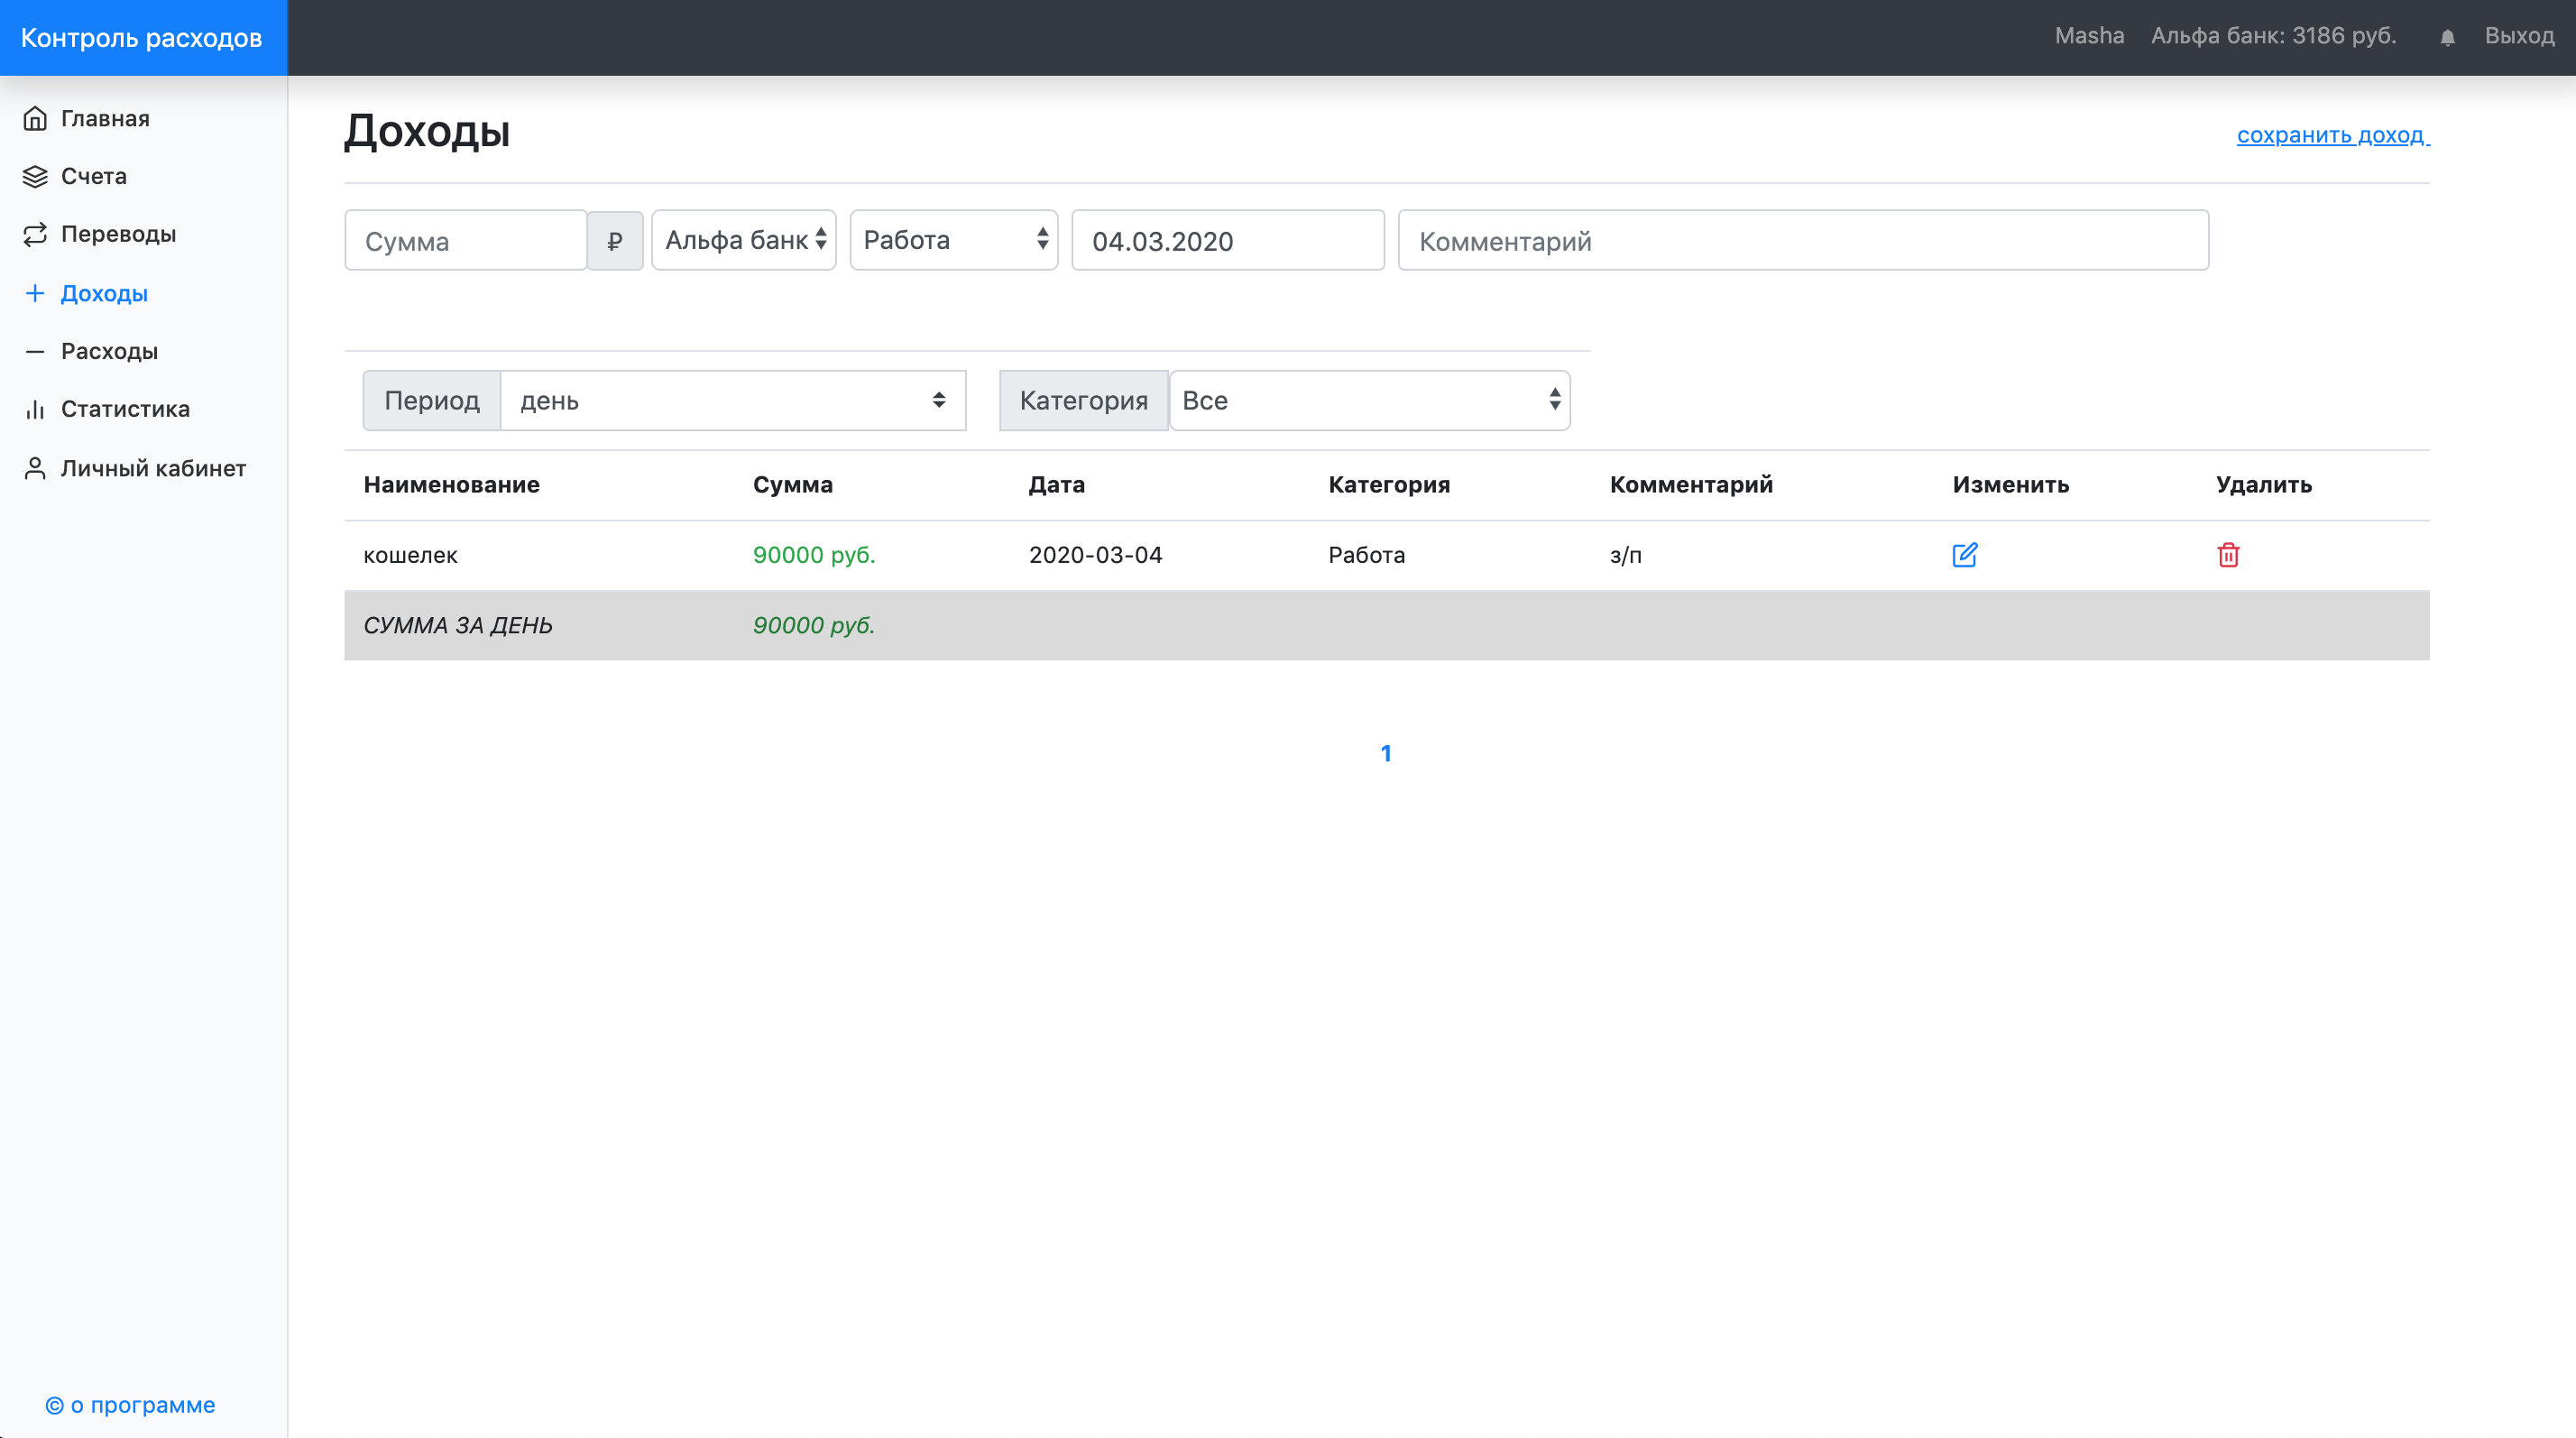 Контроль расходов
Masha Альфа банк: 3186 руб. Выход
Главная
Счета
Переводы
Доходы
Расходы
Статистика
Личный кабинет
© о программе
Доходы
сохранить доход
Сумма ₽ Альфа банк Работа 04.03.2020 Комментарий
Период день Категория Все
Наименование Сумма Дата Категория Комментарий Изменить Удалить
кошелек 90000 руб. 2020-03-04 Работа з/п
СУММА ЗА ДЕНЬ 90000 руб.
1